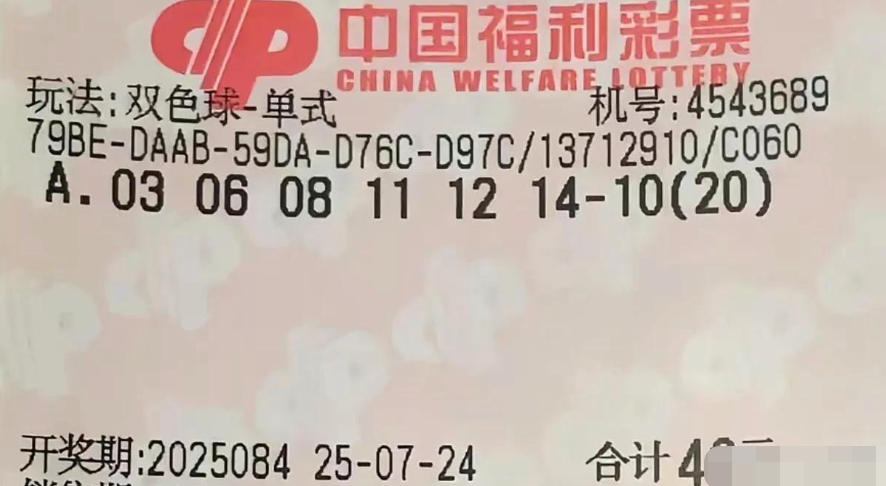 中国福利彩票
CHINA WELFARE LOTTERY
玩法:双色球-单式 机号:4543689
79BE-DAAB-59DA-D76C-D97C/13712910/C060
A. 03 06 08 11 12 14-10(20)
开奖期:2025084 25-07-24 合计4